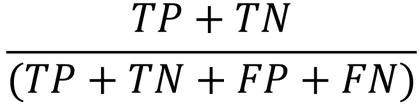 TP + TN
(TP + TN + FP + FN)